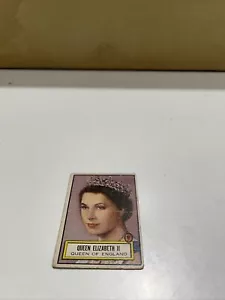 QUEEN ELIZABETH II
QUEEN OF ENGLAND